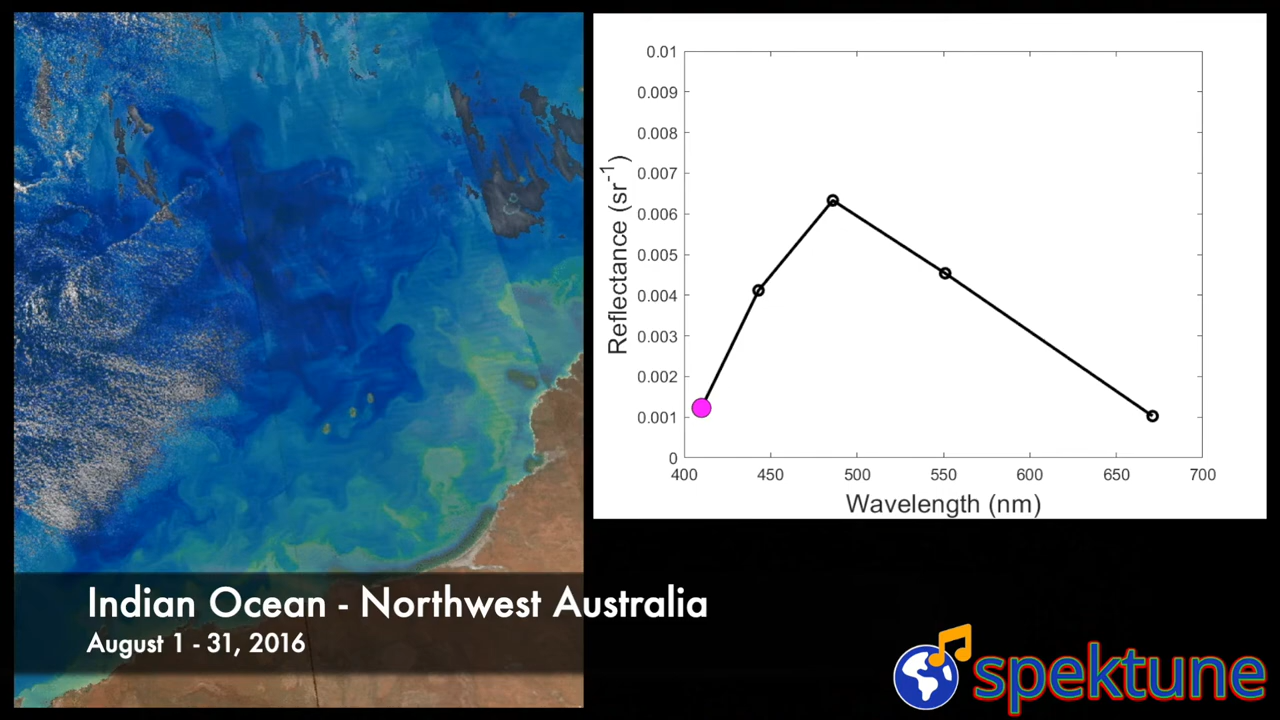 0.01
0.009
0.008
0.007
0.006
0.005
0.004
0.003
0.002
0.001
0
Reflectance (sr⁻¹)
400 450 500 550 600 650 700
Wavelength (nm)
Indian Ocean - Northwest Australia
August 1 - 31, 2016
spektune